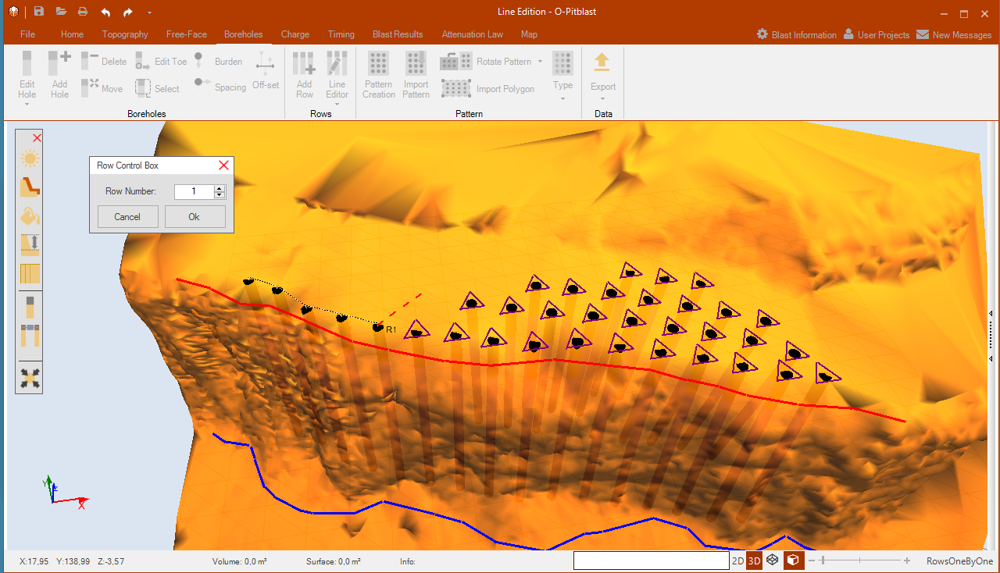 Line Edition - O-Pitblast
File Home Topography Free-Face Boreholes Charge Timing Blast Results Attenuation Law Map Blast Information User Projects New Messages
Edit Hole
Add Hole
Delete
Move
Edit Toe
Select
Burden
Spacing
Off-set
Boreholes
Add Row
Line Editor
Rows
Pattern Creation
Import Pattern
Rotate Pattern
Import Polygon
Type
Pattern
Export
Data
Row Control Box
Row Number: 1
Cancel Ok
R1
Y
Z
X
X:17,95 Y:138,99 Z:-3,57 Volume: 0,0 m³ Surface: 0,0 m² Info: 2D 3D RowsOneByOne